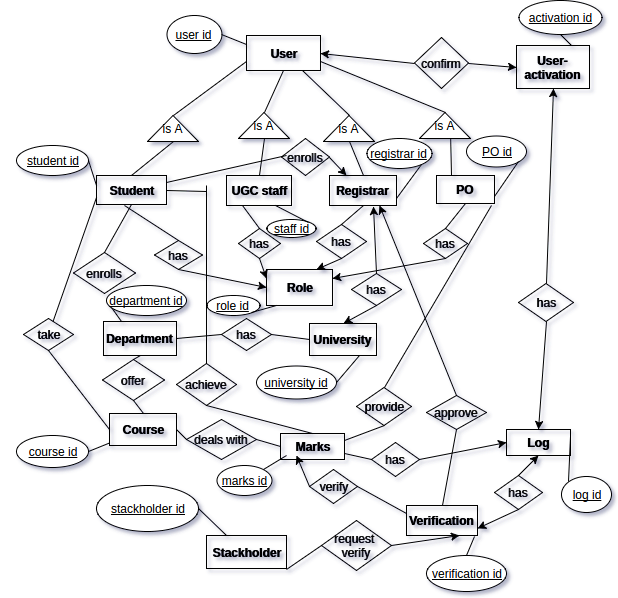 activation id
user id
User
confirm
User-
activation
is A
is A
is A
is A
student id
enrolls
registrar id
PO id
Student
UGC staff
Registrar
PO
staff id
has
has
has
has
enrolls
Role
has
has
department id
role id
take
Department
has
University
offer
achieve
university id
provide
approve
Course
deals with
Marks
Log
course id
has
marks id
verify
has
log id
stackholder id
Verification
request
verify
Stackholder
verification id